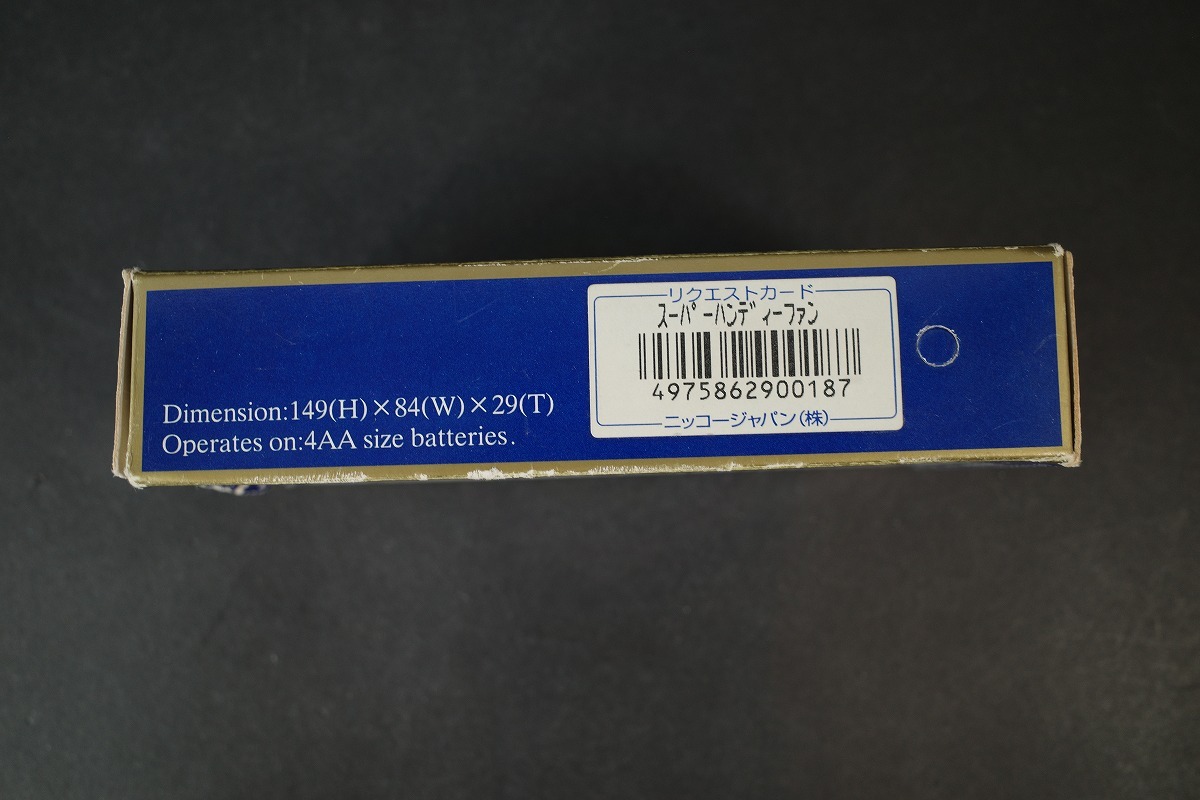 Dimension:149(H)×84(W)×29(T)
Operates on:4AA size batteries.
リクエストカード
スーパーハンディーファン
4975862900187
ニッコージャパン(株)